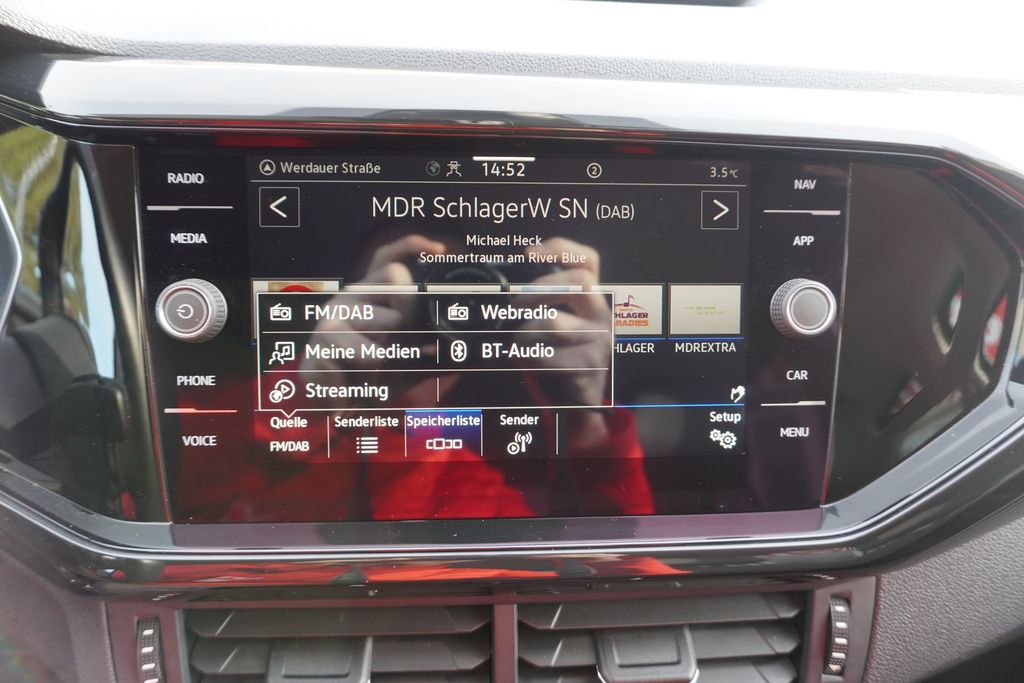 RADIO
MEDIA
PHONE
VOICE
Werdauer Straße
14:52
2
3.5°C
MDR SchlagerW SN (DAB)
Michael Heck
Sommertraum am River Blue
FM/DAB
Webradio
Meine Medien
BT-Audio
Streaming
HLAGER
RADIES
HLAGER
MDREXTRA
Quelle
FM/DAB
Senderliste
Speicherliste
Sender
Setup
NAV
APP
CAR
MENU